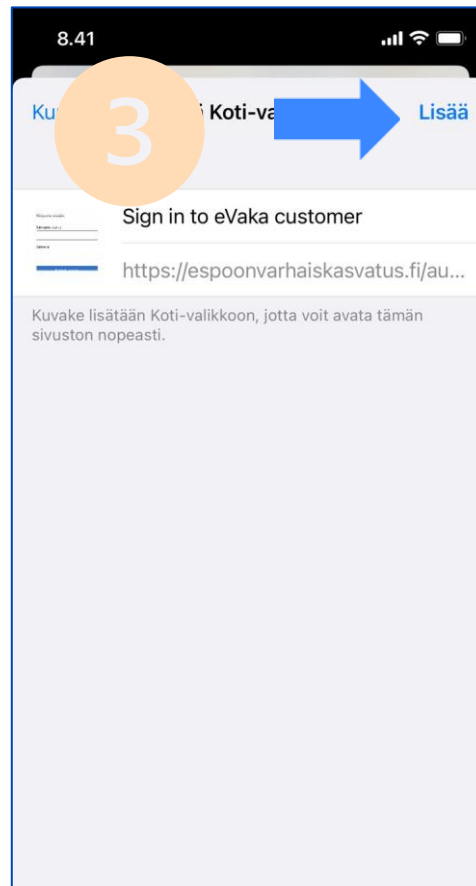 8.41
Ku
3
Koti-va
Lisää
Sign in to eVaka customer
https://espoonvarhaiskasvatus.fi/au...
Kuvake lisätään Koti-valikkoon, jotta voit avata tämän
sivuston nopeasti.